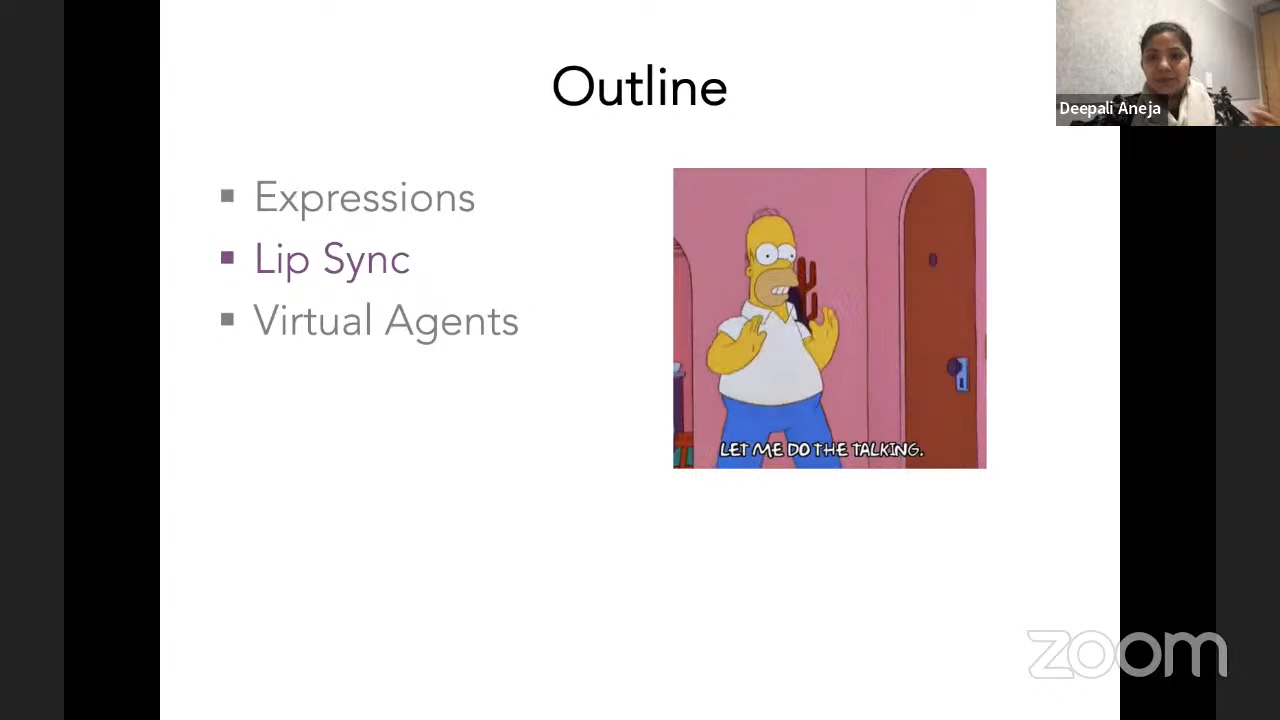 Outline
Deepali Aneja
Expressions
Lip Sync
Virtual Agents
LET ME DO THE TALKING.
zoom